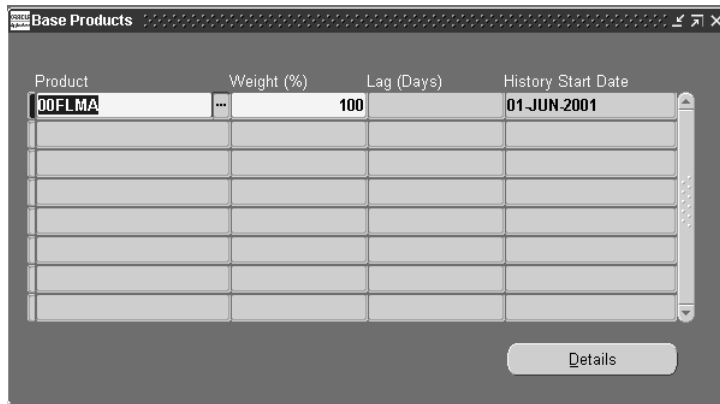 Base Products
Product Weight (%) Lag (Days) History Start Date
00FLMA ... 100 01-JUN-2001
Details